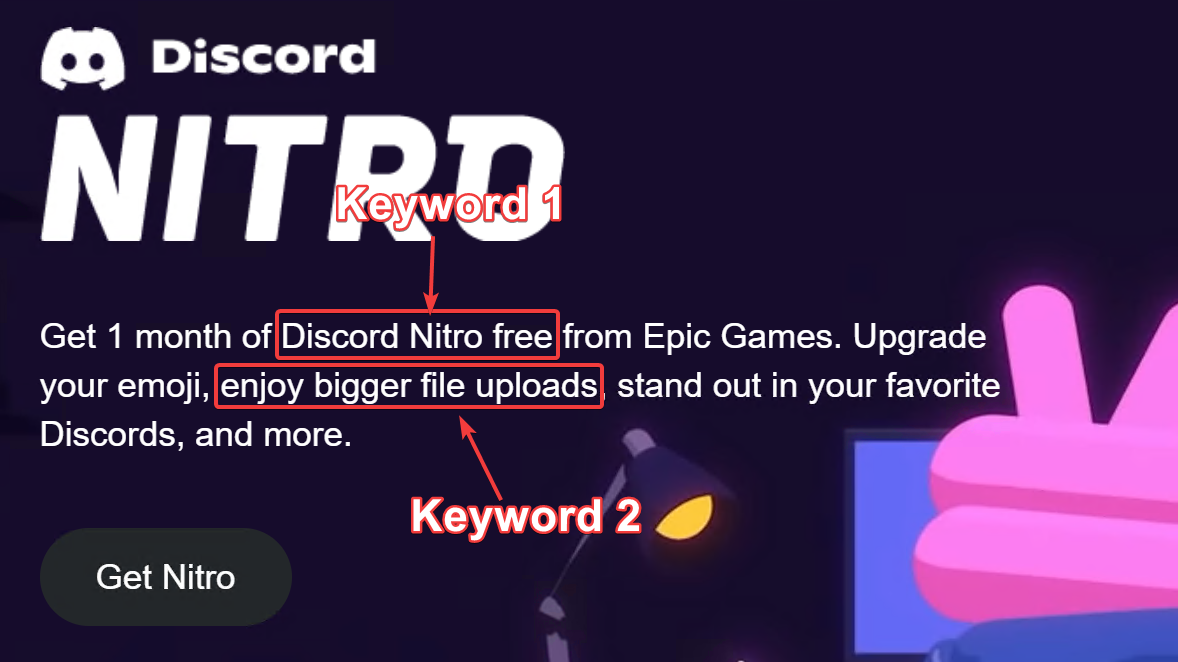 Discord
NITRO
Keyword 1
Get 1 month of Discord Nitro free from Epic Games. Upgrade
your emoji, enjoy bigger file uploads, stand out in your favorite
Discords, and more.
Keyword 2
Get Nitro